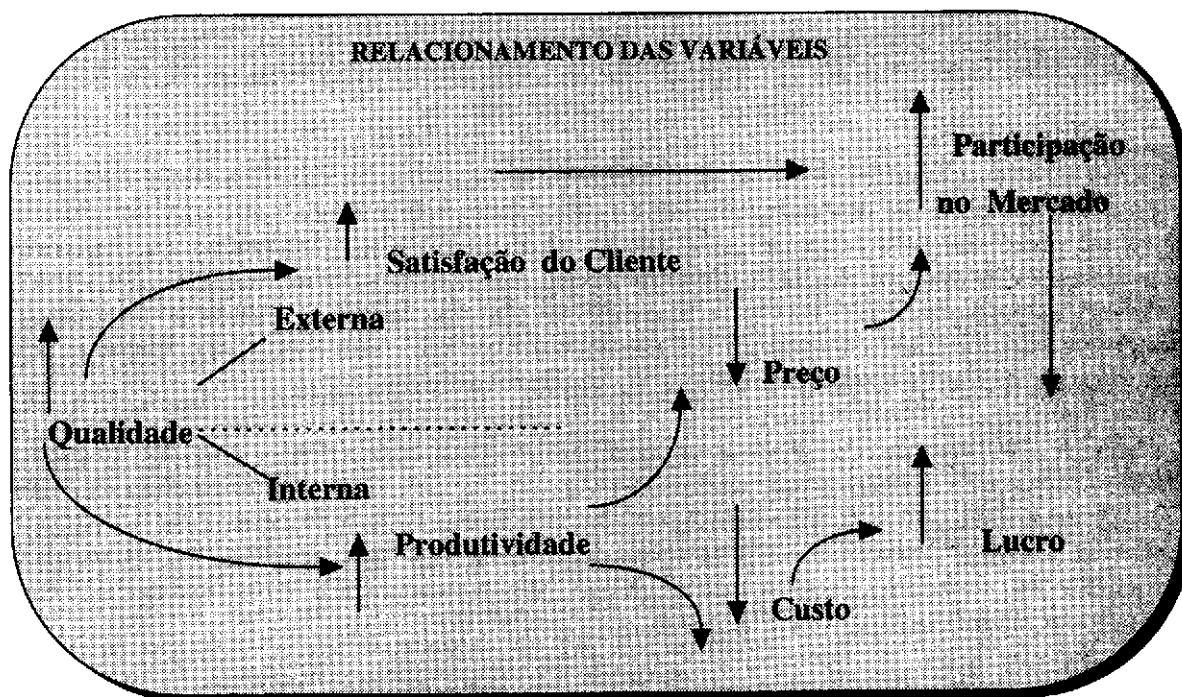 RELACIONAMENTO DAS VARIÁVEIS
Participação
no Mercado
Satisfação do Cliente
Externa
Preço
Qualidade
Interna
Produtividade
Lucro
Custo